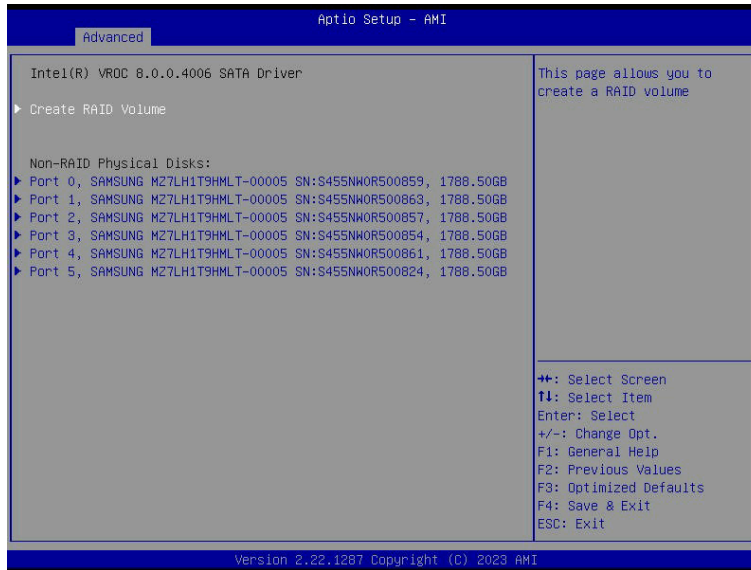 Aptio Setup - AMI
Advanced
Intel(R) VROC 8.0.0.4006 SATA Driver
Create RAID Volume
Non-RAID Physical Disks:
Port 0, SAMSUNG MZ7LH1T9HMLT-00005 SN:S455NW0R500859, 1788.50GB
Port 1, SAMSUNG MZ7LH1T9HMLT-00005 SN:S455NW0R500863, 1788.50GB
Port 2, SAMSUNG MZ7LH1T9HMLT-00005 SN:S455NW0R500857, 1788.50GB
Port 3, SAMSUNG MZ7LH1T9HMLT-00005 SN:S455NW0R500854, 1788.50GB
Port 4, SAMSUNG MZ7LH1T9HMLT-00005 SN:S455NW0R500861, 1788.50GB
Port 5, SAMSUNG MZ7LH1T9HMLT-00005 SN:S455NW0R500824, 1788.50GB
This page allows you to
create a RAID volume
→←: Select Screen
↑↓: Select Item
Enter: Select
+/-: Change Opt.
F1: General Help
F2: Previous Values
F3: Optimized Defaults
F4: Save & Exit
ESC: Exit
Version 2.22.1287 Copyright (C) 2023 AMI